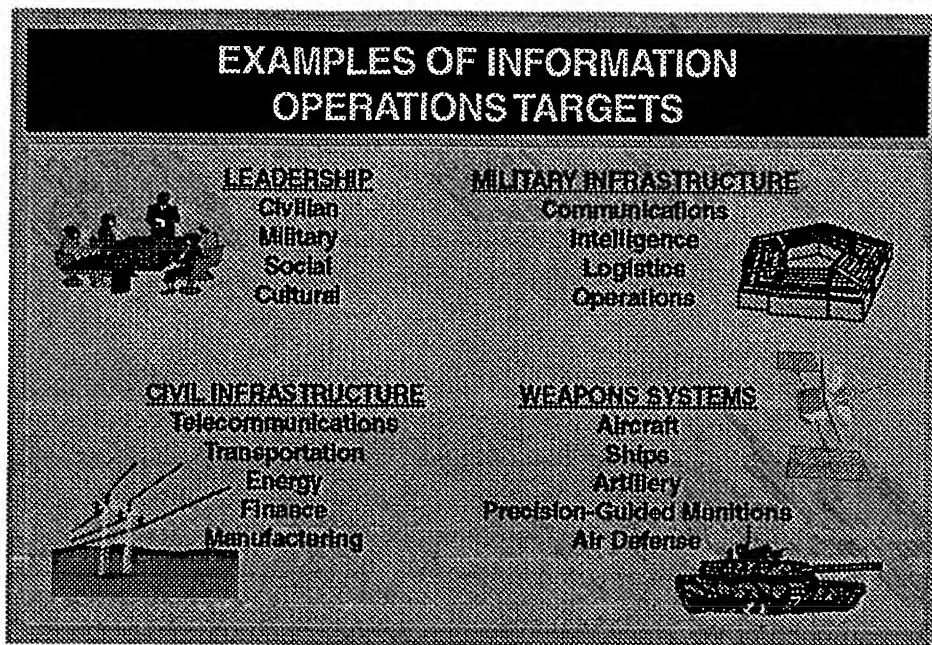 EXAMPLES OF INFORMATION
OPERATIONS TARGETS
LEADERSHIP
Civilian
Military
Social
Cultural
MILITARY INFRASTRUCTURE
Communications
Intelligence
Logistics
Operations
CIVIL INFRASTRUCTURE
Telecommunications
Transportation
Energy
Finance
Manufacturing
WEAPONS SYSTEMS
Aircraft
Ships
Artillery
Precision-Guided Munitions
Air Defense